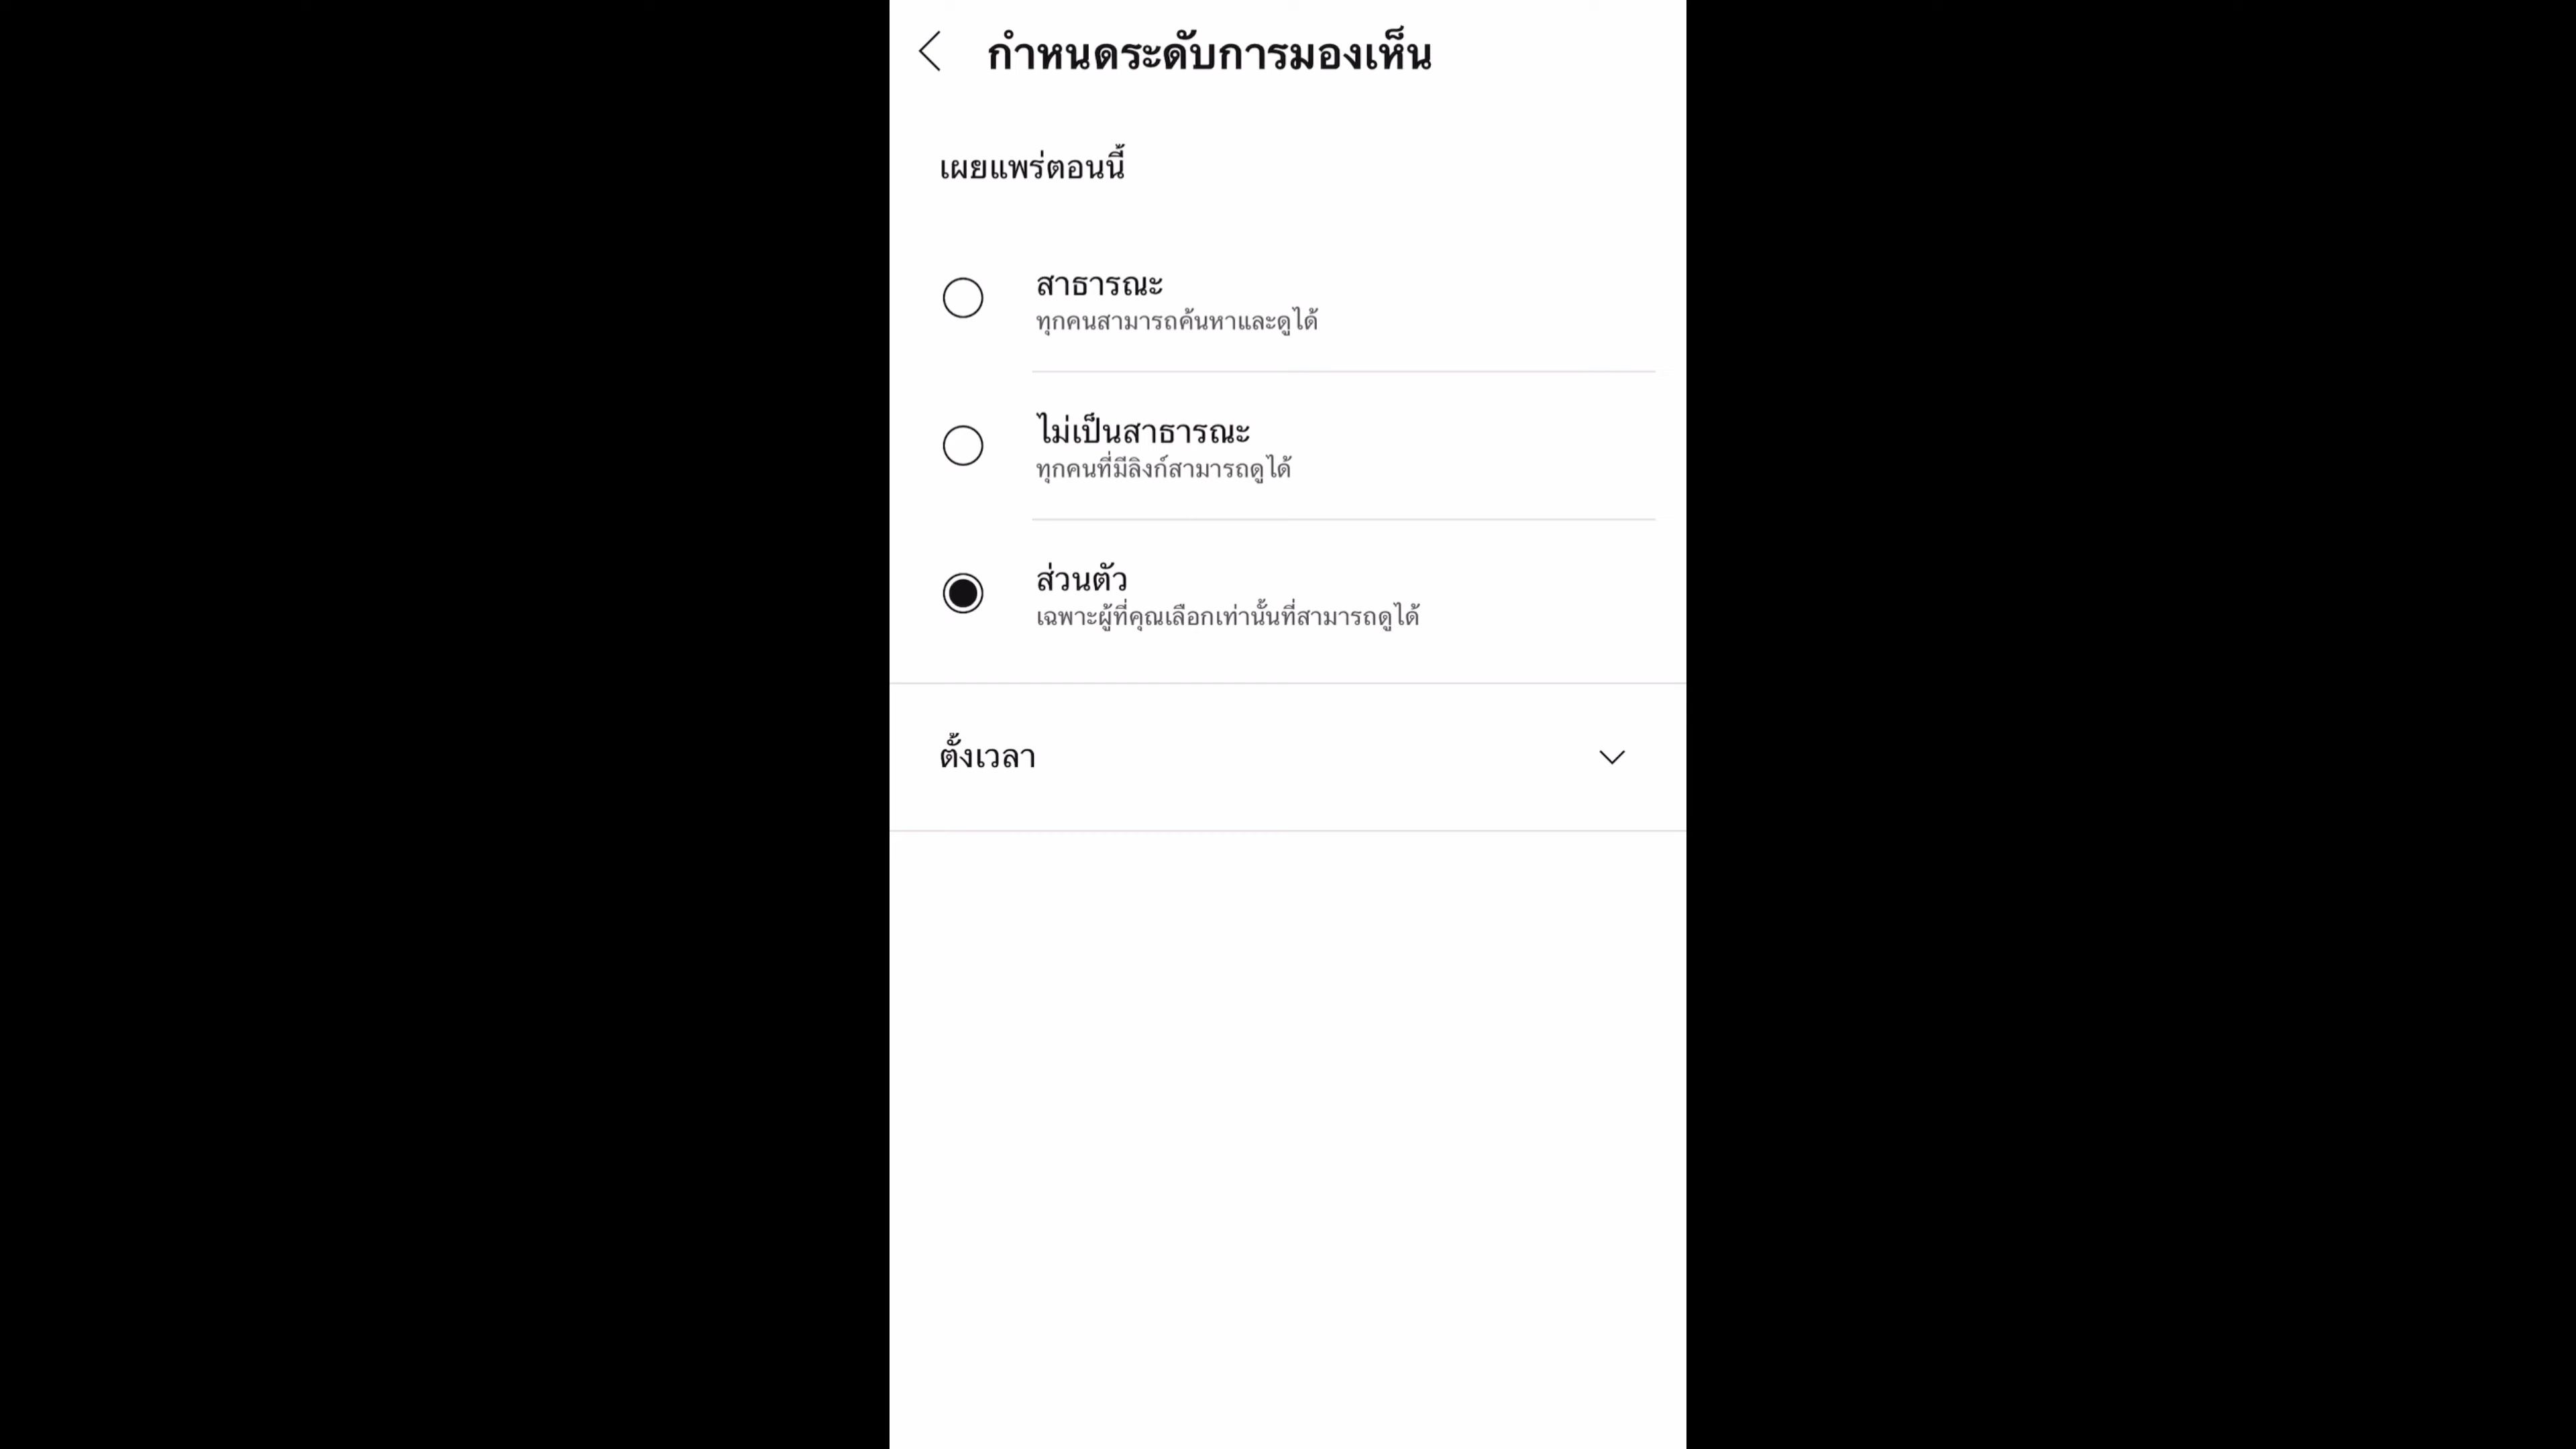 กำหนดระดับการมองเห็น
เผยแพร่ตอนนี้
สาธารณะ
ทุกคนสามารถค้นหาและดูได้
ไม่เป็นสาธารณะ
ทุกคนที่มีลิงก์สามารถดูได้
ส่วนตัว
เฉพาะผู้ที่คุณเลือกเท่านั้นที่สามารถดูได้
ตั้งเวลา